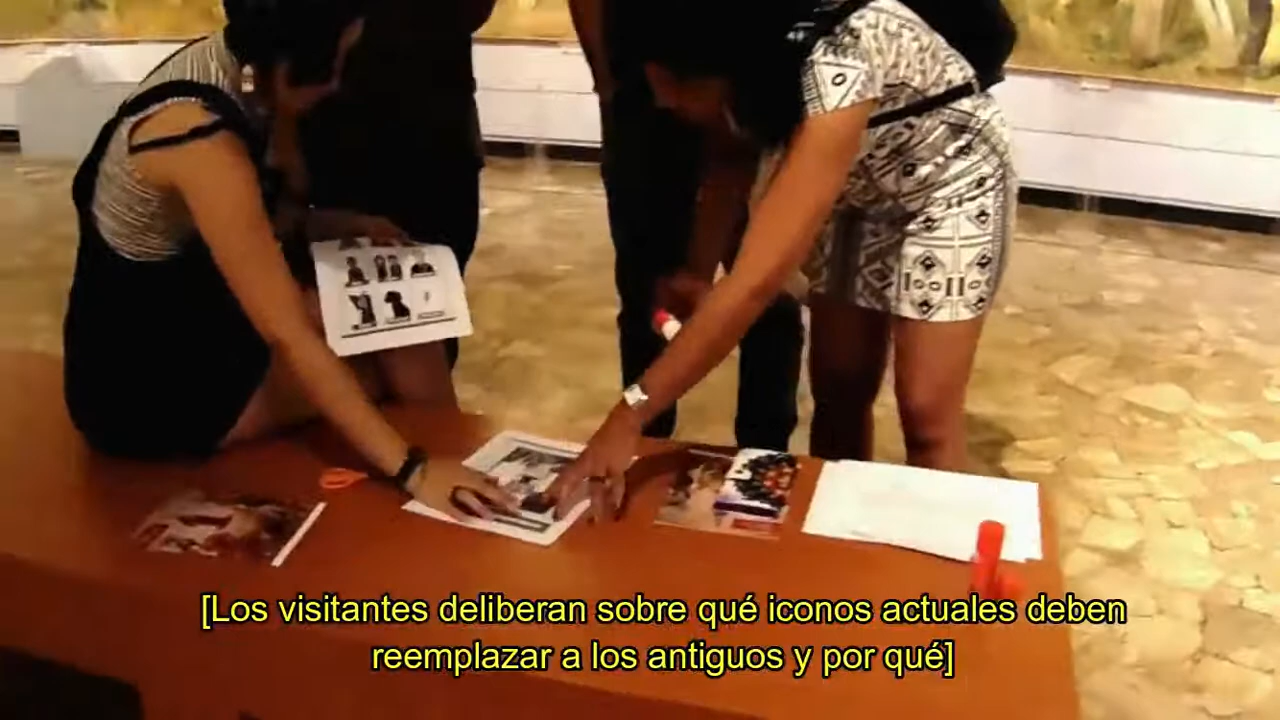 [Los visitantes deliberan sobre qué iconos actuales deben
reemplazar a los antiguos y por qué]